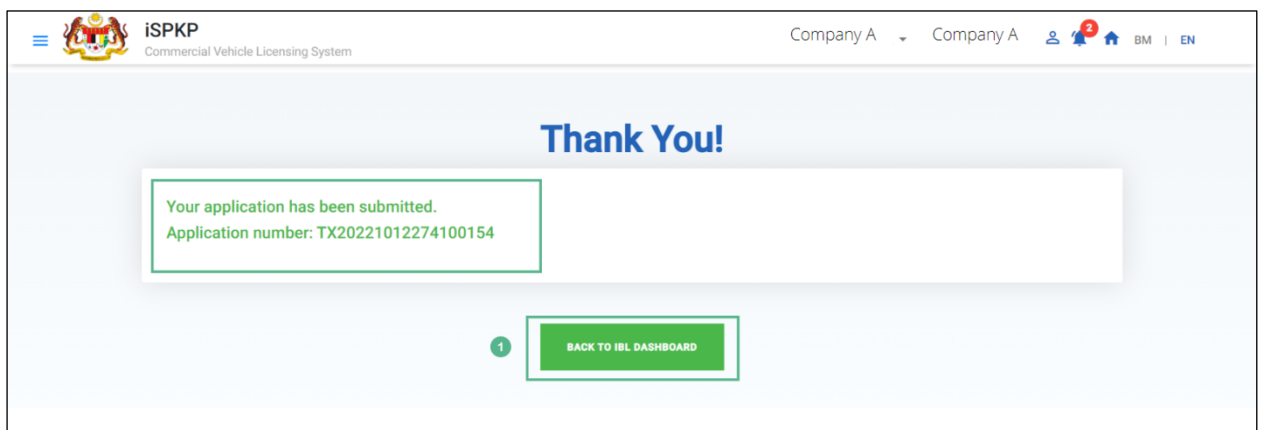 iSPKP
Commercial Vehicle Licensing System
Company A
Company A
2
BM | EN
Thank You!
Your application has been submitted.
Application number: TX20221012274100154
1
BACK TO IBL DASHBOARD